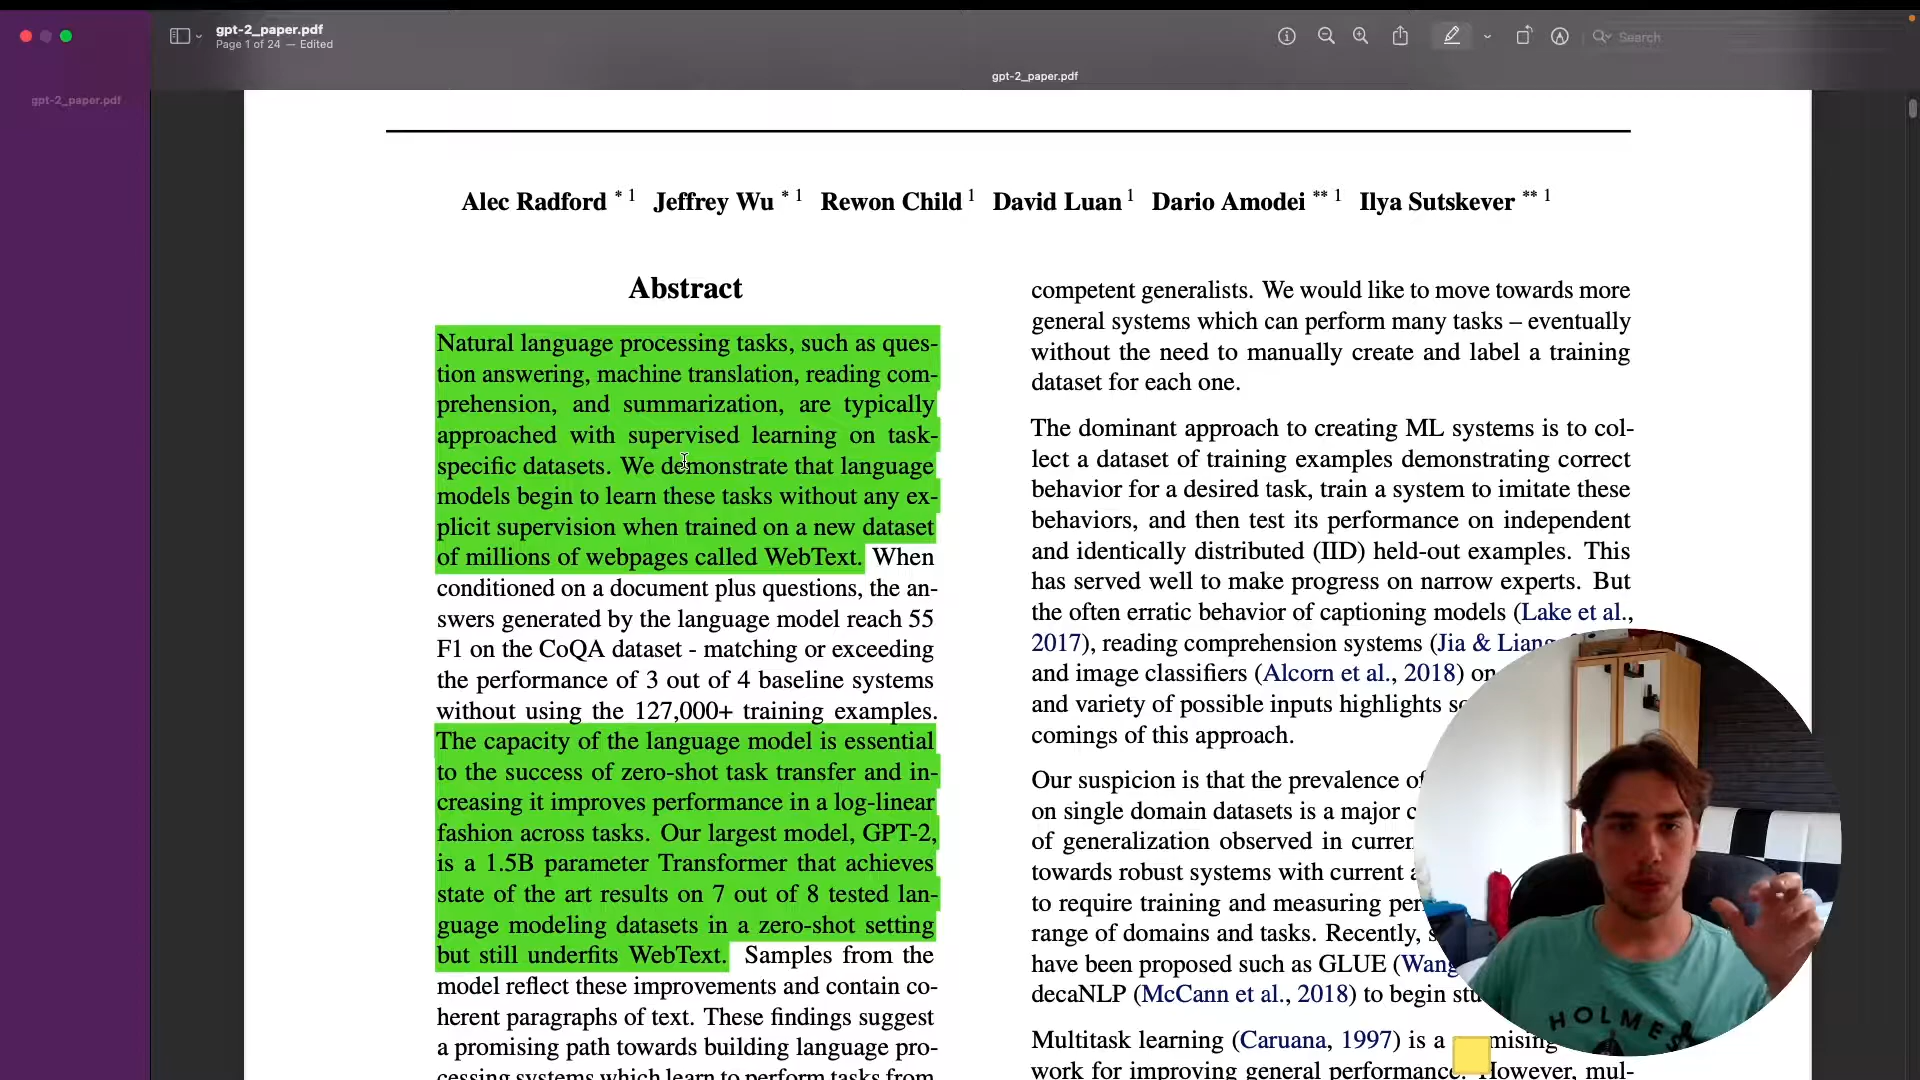 gpt-2_paper.pdf
Page 1 of 24 — Edited
Search
gpt-2_paper.pdf
gpt-2_paper.pdf
Alec Radford * 1 Jeffrey Wu * 1 Rewon Child 1 David Luan 1 Dario Amodei ** 1 Ilya Sutskever ** 1
Abstract
Natural language processing tasks, such as ques-
tion answering, machine translation, reading com-
prehension, and summarization, are typically
approached with supervised learning on task-
specific datasets. We demonstrate that language
models begin to learn these tasks without any ex-
plicit supervision when trained on a new dataset
of millions of webpages called WebText. When
conditioned on a document plus questions, the an-
swers generated by the language model reach 55
F1 on the CoQA dataset - matching or exceeding
the performance of 3 out of 4 baseline systems
without using the 127,000+ training examples.
The capacity of the language model is essential
to the success of zero-shot task transfer and in-
creasing it improves performance in a log-linear
fashion across tasks. Our largest model, GPT-2,
is a 1.5B parameter Transformer that achieves
state of the art results on 7 out of 8 tested lan-
guage modeling datasets in a zero-shot setting
but still underfits WebText. Samples from the
model reflect these improvements and contain co-
herent paragraphs of text. These findings suggest
a promising path towards building language pro-
cessing systems which learn to perform tasks from
competent generalists. We would like to move towards more
general systems which can perform many tasks – eventually
without the need to manually create and label a training
dataset for each one.
The dominant approach to creating ML systems is to col-
lect a dataset of training examples demonstrating correct
behavior for a desired task, train a system to imitate these
behaviors, and then test its performance on independent
and identically distributed (IID) held-out examples. This
has served well to make progress on narrow experts. But
the often erratic behavior of captioning models (Lake et al.,
2017), reading comprehension systems (Jia & Liang,
and image classifiers (Alcorn et al., 2018) on
and variety of possible inputs highlights
comings of this approach.
Our suspicion is that the prevalence of
on single domain datasets is a major
of generalization observed in
towards robust systems with current
to require training and measuring
range of domains and tasks. Recently,
have been proposed such as GLUE (Wang
decaNLP (McCann et al., 2018) to begin
Multitask learning (Caruana, 1997) is a
work for improving general performance. However, mul-
HOLMES